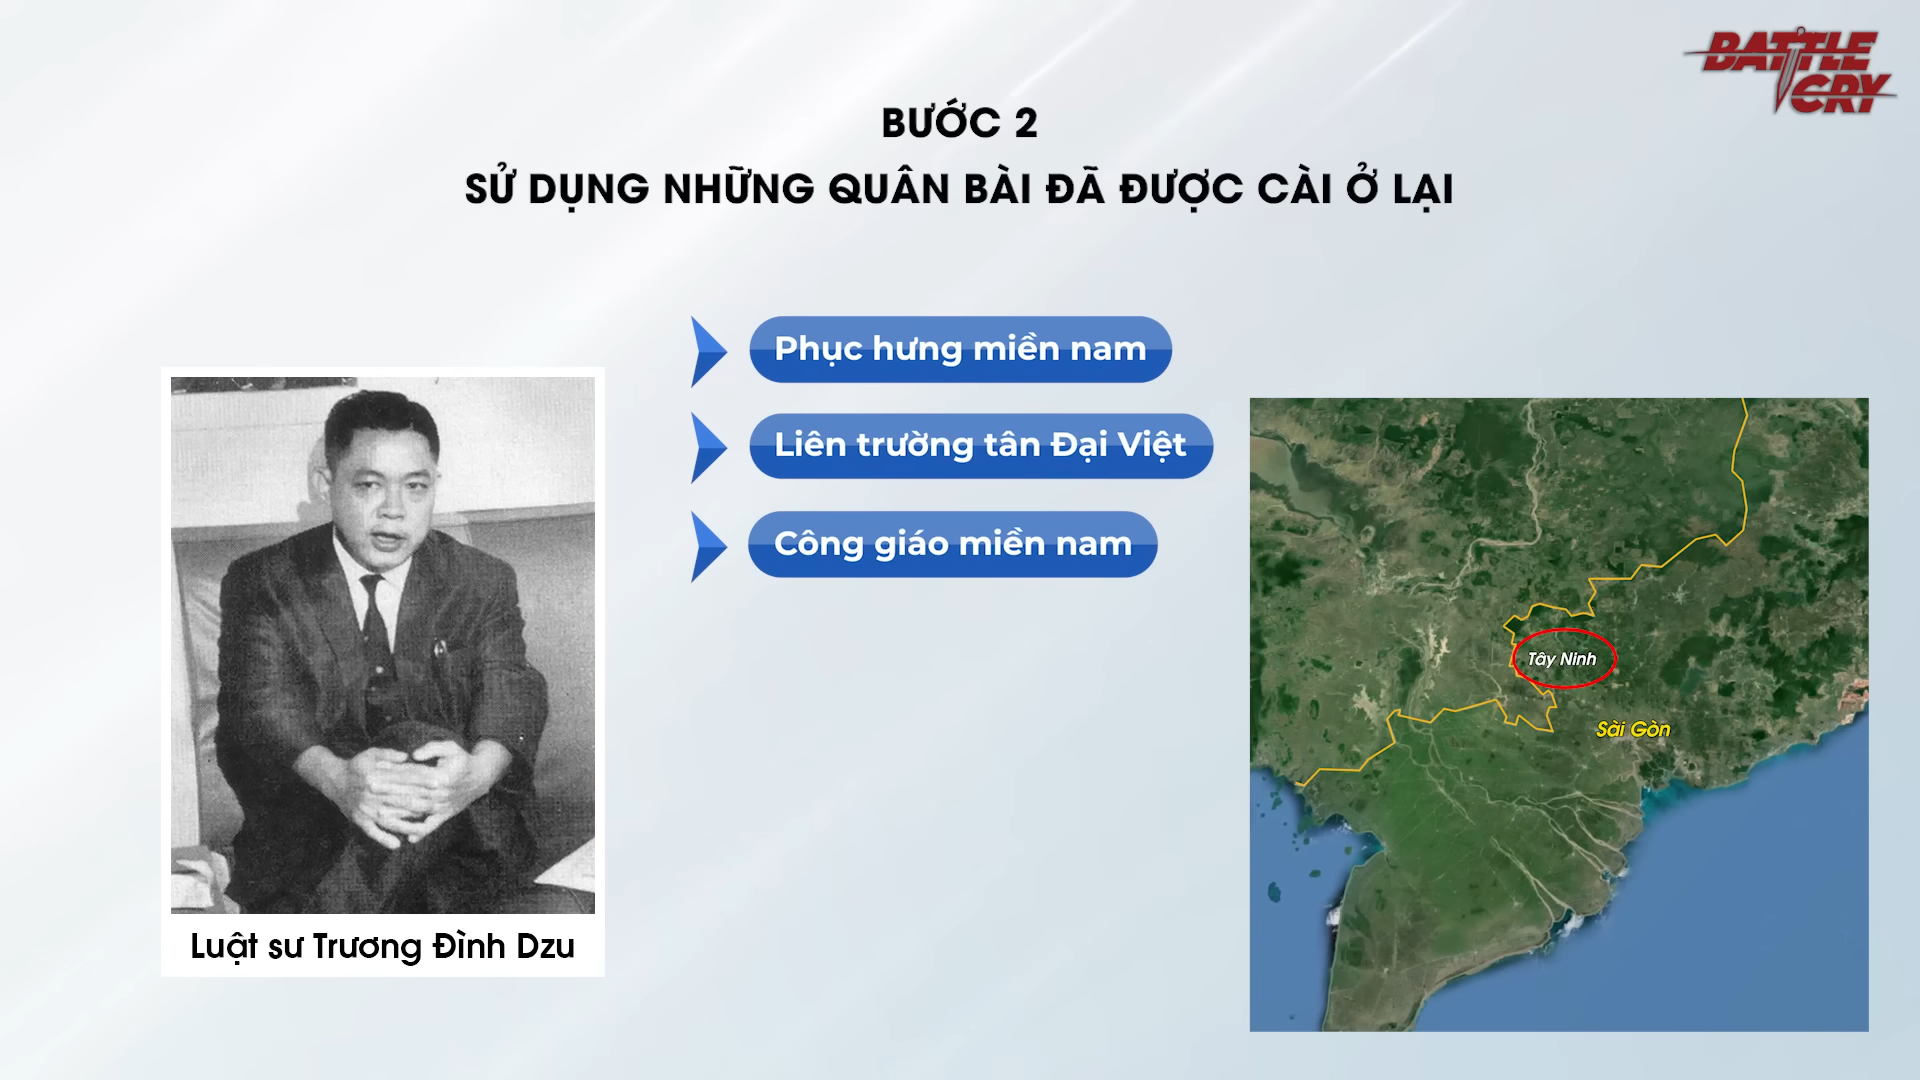 BATTLE
CRY
BƯỚC 2
SỬ DỤNG NHỮNG QUÂN BÀI ĐÃ ĐƯỢC CÀI Ở LẠI
Phục hưng miền nam
Liên trường tân Đại Việt
Công giáo miền nam
Tây Ninh
Sài Gòn
Luật sư Trương Đình Dzu